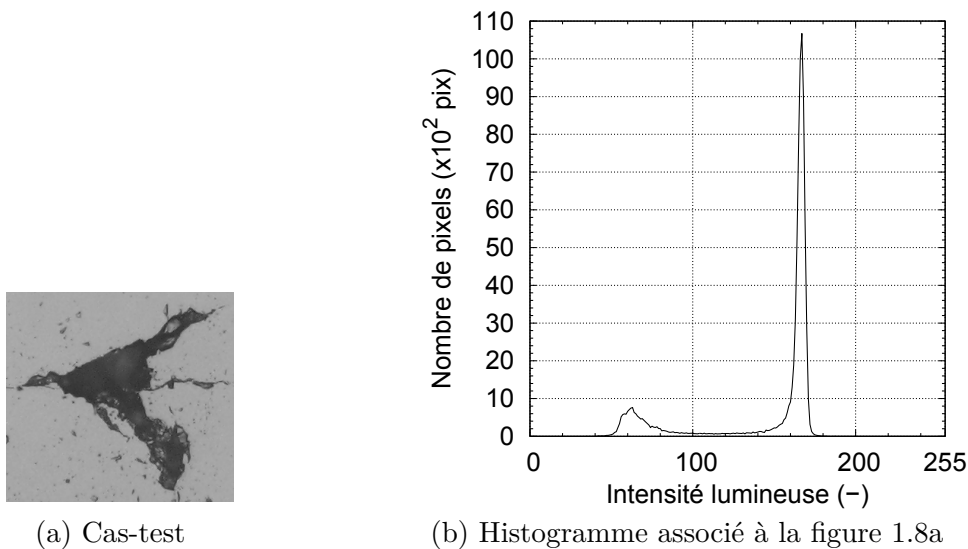 110
100
90
80
70
60
50
40
30
20
10
0
Nombre de pixels (x10² pix)
0 100 200 255
Intensité lumineuse (−)
(a) Cas-test
(b) Histogramme associé à la figure 1.8a